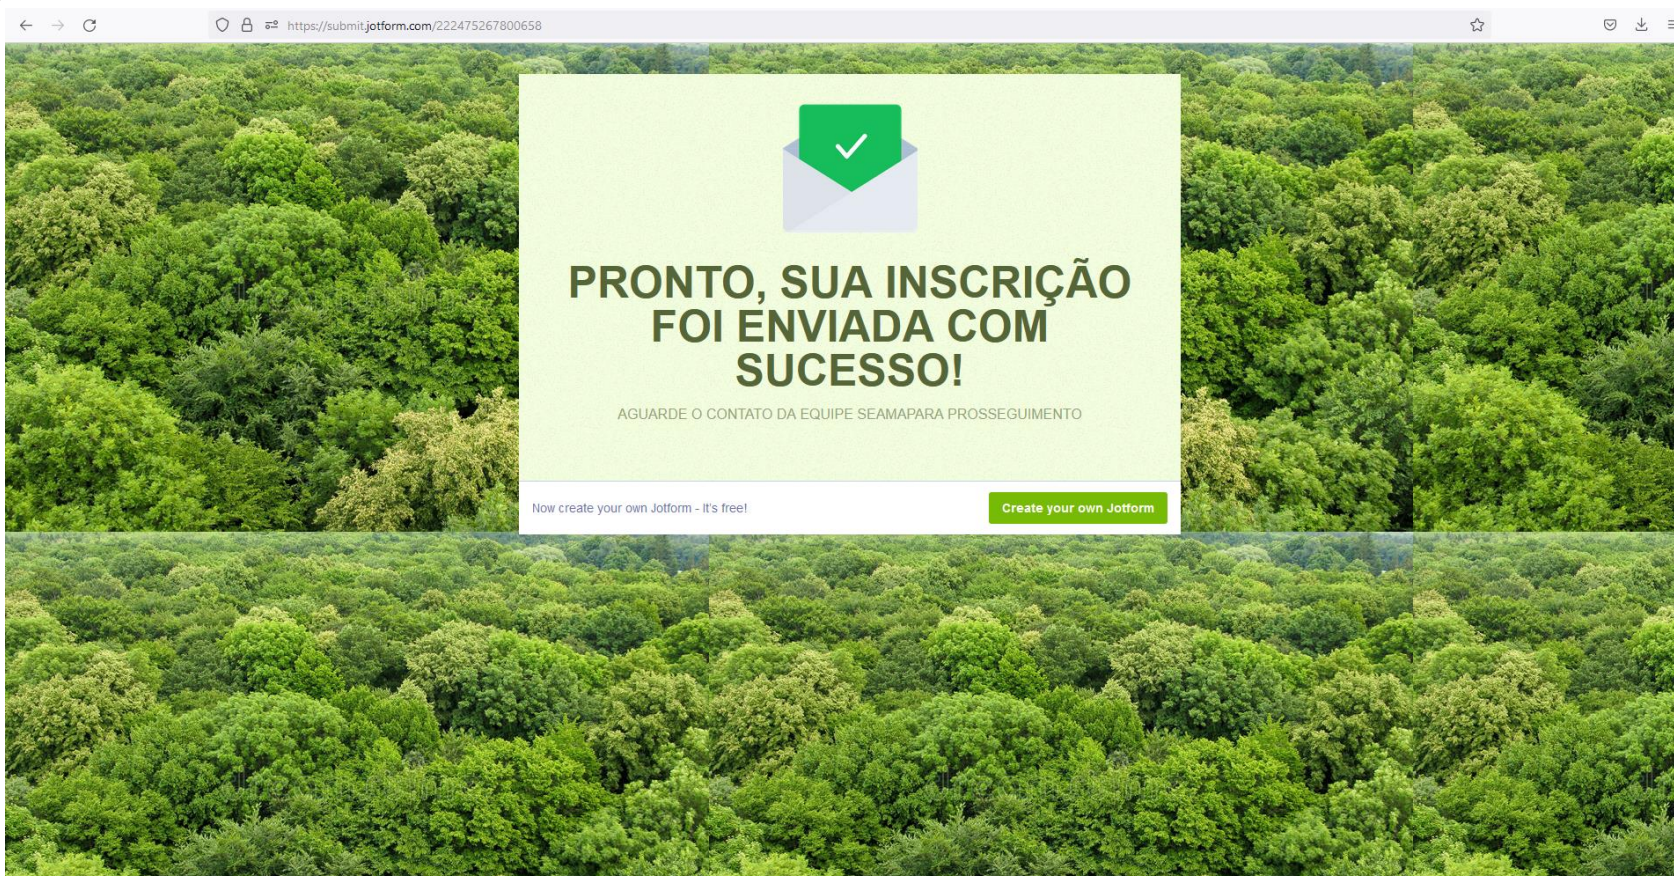 https://submit.jotform.com/222475267800658
PRONTO, SUA INSCRIÇÃO
FOI ENVIADA COM
SUCESSO!
AGUARDE O CONTATO DA EQUIPE SEAMAPARA PROSSEGUIMENTO
Now create your own Jotform - It's free!
Create your own Jotform